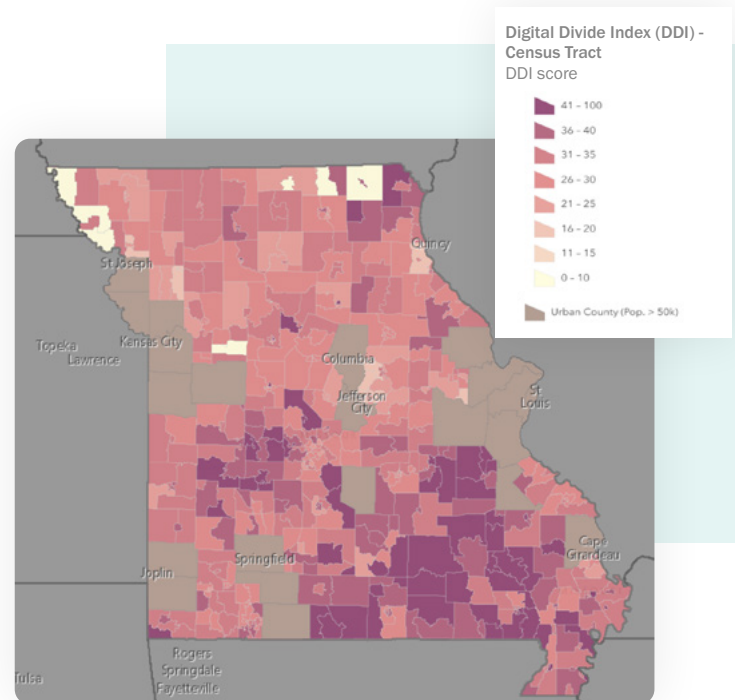 Digital Divide Index (DDI) -
Census Tract
DDI score
41 - 100
36 - 40
31 - 35
26 - 30
21 - 25
16 - 20
11 - 15
0 - 10
Urban County (Pop. > 50k)
Quincy
St Joseph
Topeka
Kansas City
Lawrence
Columbia
Jefferson
City
St
Louis
Cape
Girardeau
Springfield
Joplin
Rogers
Springdale
Fayetteville
Tulsa